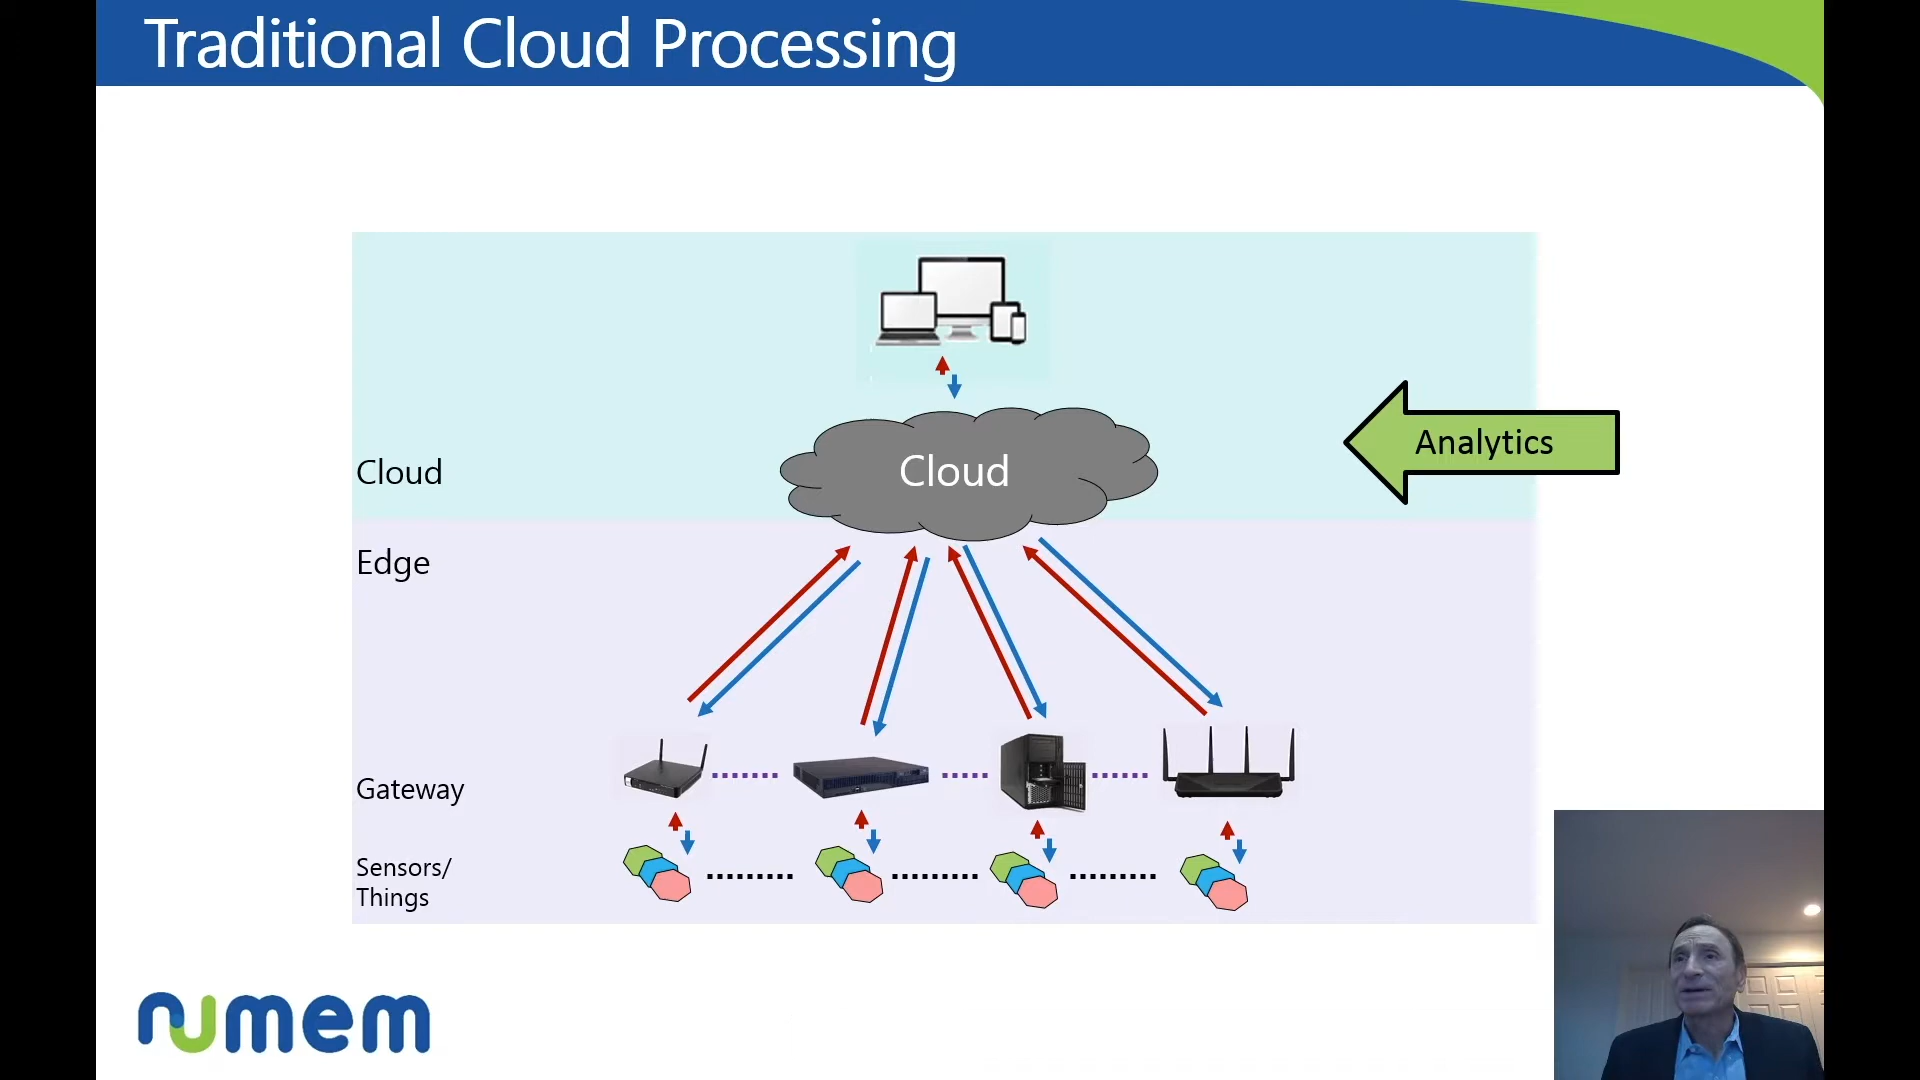 Traditional Cloud Processing
Cloud
Cloud
Analytics
Edge
Gateway
Sensors/
Things
numem